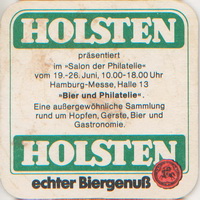 HOLSTEN
präsentiert
im »Salon der Philatelie«
vom 19.-26. Juni, 10.00-18.00 Uhr
Hamburg-Messe, Halle 13
»Bier und Philatelie«.
Eine außergewöhnliche Sammlung
rund um Hopfen, Gerste, Bier und
Gastronomie.
HOLSTEN
echter Biergenuß